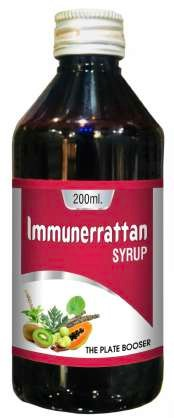 200ml.
Immunerrattan
SYRUP
THE PLATE BOOSER